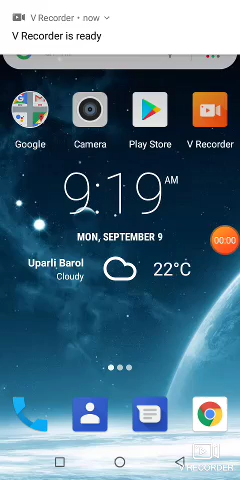 V Recorder • now
V Recorder is ready
Google
Camera
Play Store
V Recorder
9:19 AM
MON, SEPTEMBER 9
00:00
Uparli Barol
Cloudy
22°C
V RECORDER